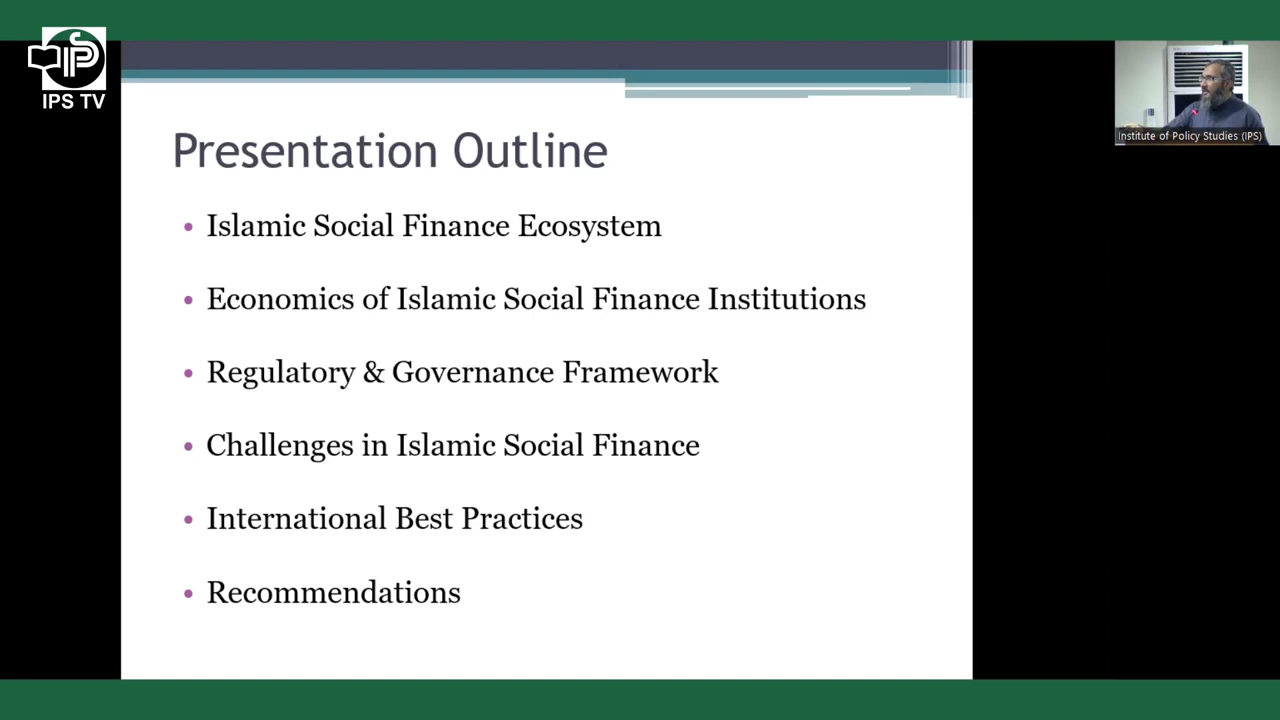 IPS
IPS TV
Institute of Policy Studies (IPS)
Presentation Outline
• Islamic Social Finance Ecosystem
• Economics of Islamic Social Finance Institutions
• Regulatory & Governance Framework
• Challenges in Islamic Social Finance
• International Best Practices
• Recommendations